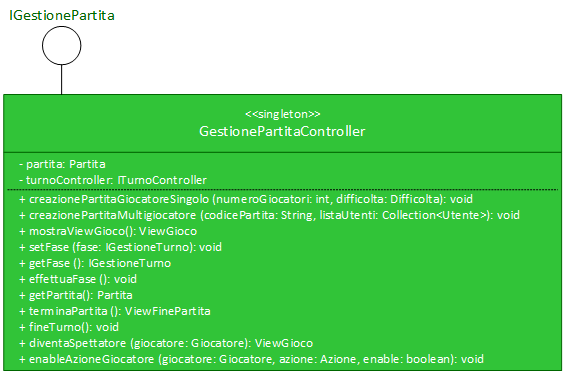 IGestionePartita
<<singleton>>
GestionePartitaController
- partita: Partita
- turnoController: ITurnoController
+ creazionePartitaGiocatoreSingolo (numeroGiocatori: int, difficolta: Difficolta): void
+ creazionePartitaMultigiocatore (codicePartita: String, listaUtenti: Collection<Utente>): void
+ mostraViewGioco(): ViewGioco
+ setFase (fase: IGestioneTurno): void
+ getFase (): IGestioneTurno
+ effettuaFase (): void
+ getPartita(): Partita
+ terminaPartita (): ViewFinePartita
+ fineTurno(): void
+ diventaSpettatore (giocatore: Giocatore): ViewGioco
+ enableAzioneGiocatore (giocatore: Giocatore, azione: Azione, enable: boolean): void